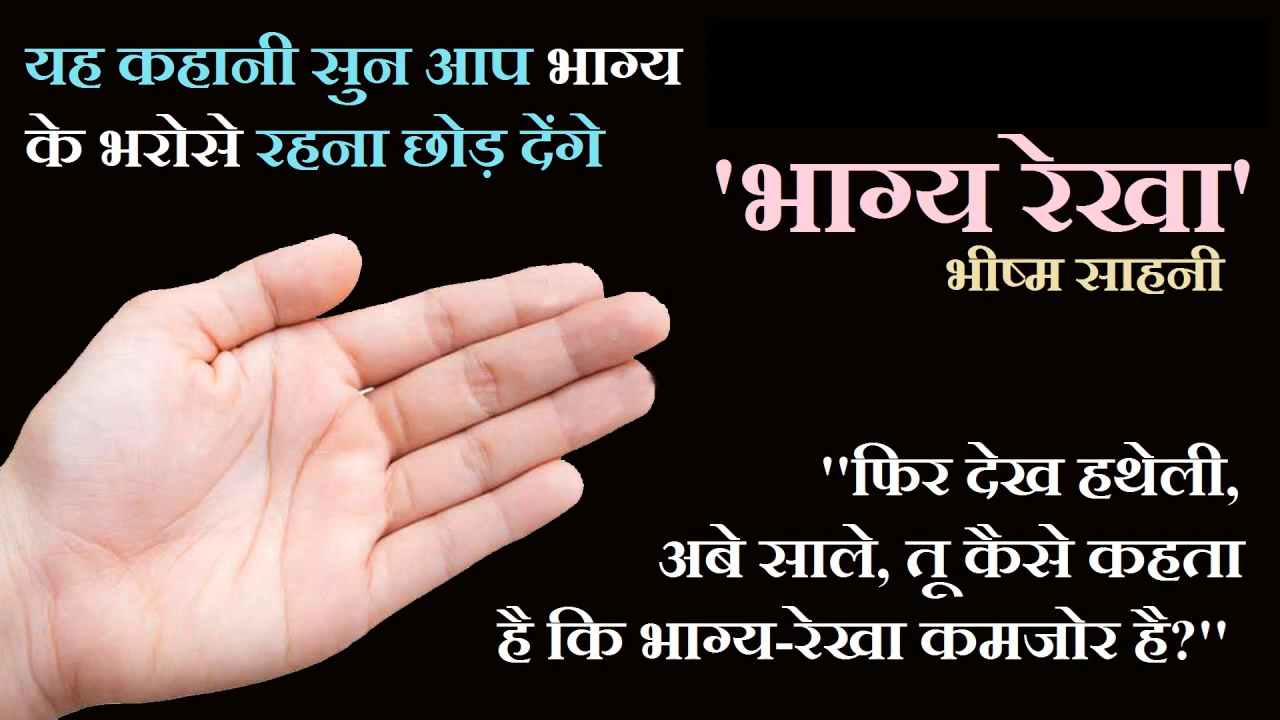 यह कहानी सुन आप भाग्य
के भरोसे रहना छोड़ देंगे
'भाग्य रेखा'
भीष्म साहनी
"फिर देख हथेली,
अबे साले, तू कैसे कहता
है कि भाग्य-रेखा कमजोर है?"